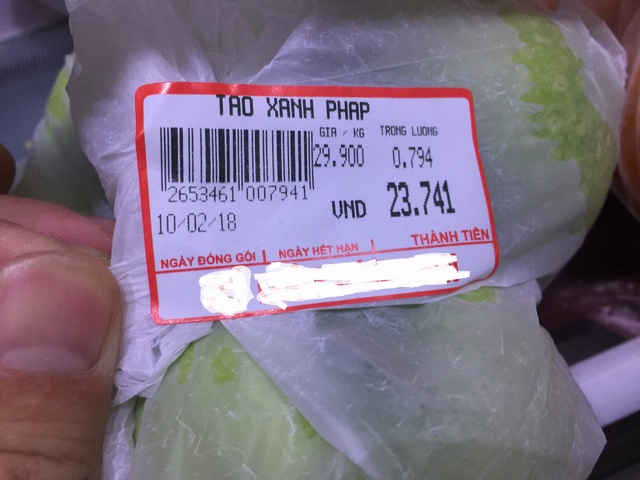 TAO XANH PHAP
GIA / KG TRONG LUONG
29.900 0.794
2653461 007941
VND 23.741
10/02/18
NGÀY ĐÓNG GÓI NGÀY HẾT HẠN THÀNH TIỀN